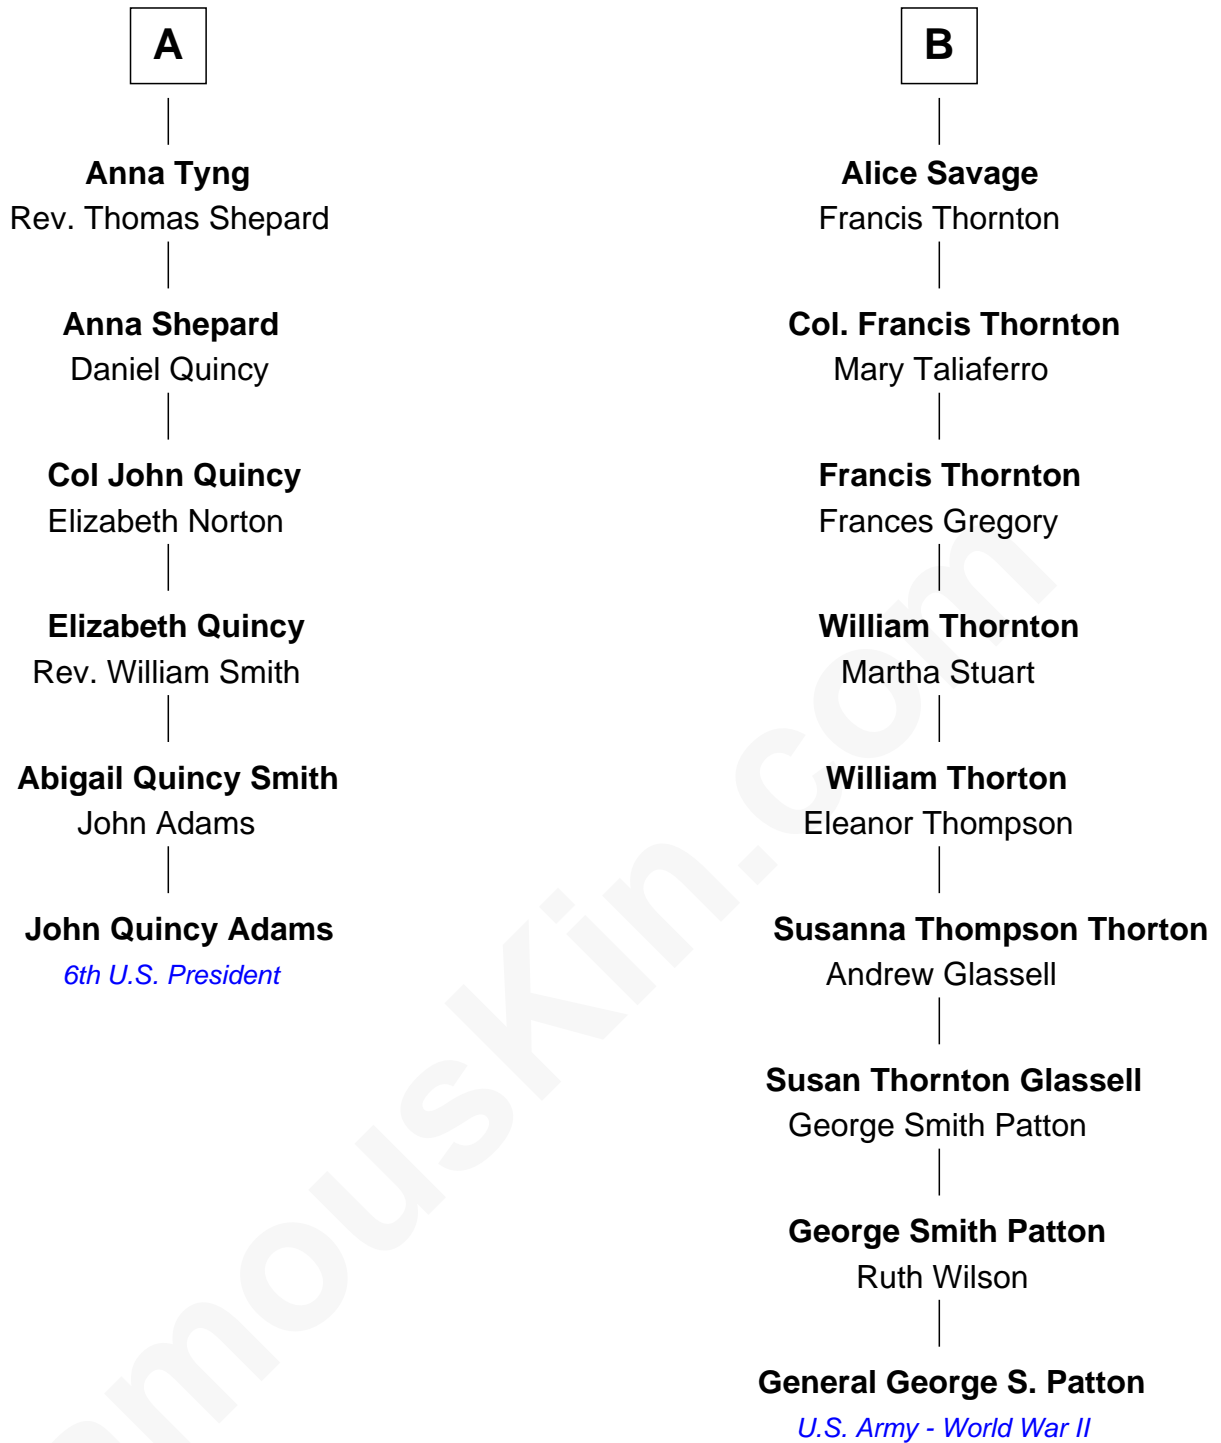 A
Anna Tyng
Rev. Thomas Shepard
Anna Shepard
Daniel Quincy
Col John Quincy
Elizabeth Norton
Elizabeth Quincy
Rev. William Smith
Abigail Quincy Smith
John Adams
John Quincy Adams
6th U.S. President
B
Alice Savage
Francis Thornton
Col. Francis Thornton
Mary Taliaferro
Francis Thornton
Frances Gregory
William Thornton
Martha Stuart
William Thorton
Eleanor Thompson
Susanna Thompson Thorton
Andrew Glassell
Susan Thornton Glassell
George Smith Patton
George Smith Patton
Ruth Wilson
General George S. Patton
U.S. Army - World War II
amouskin.com